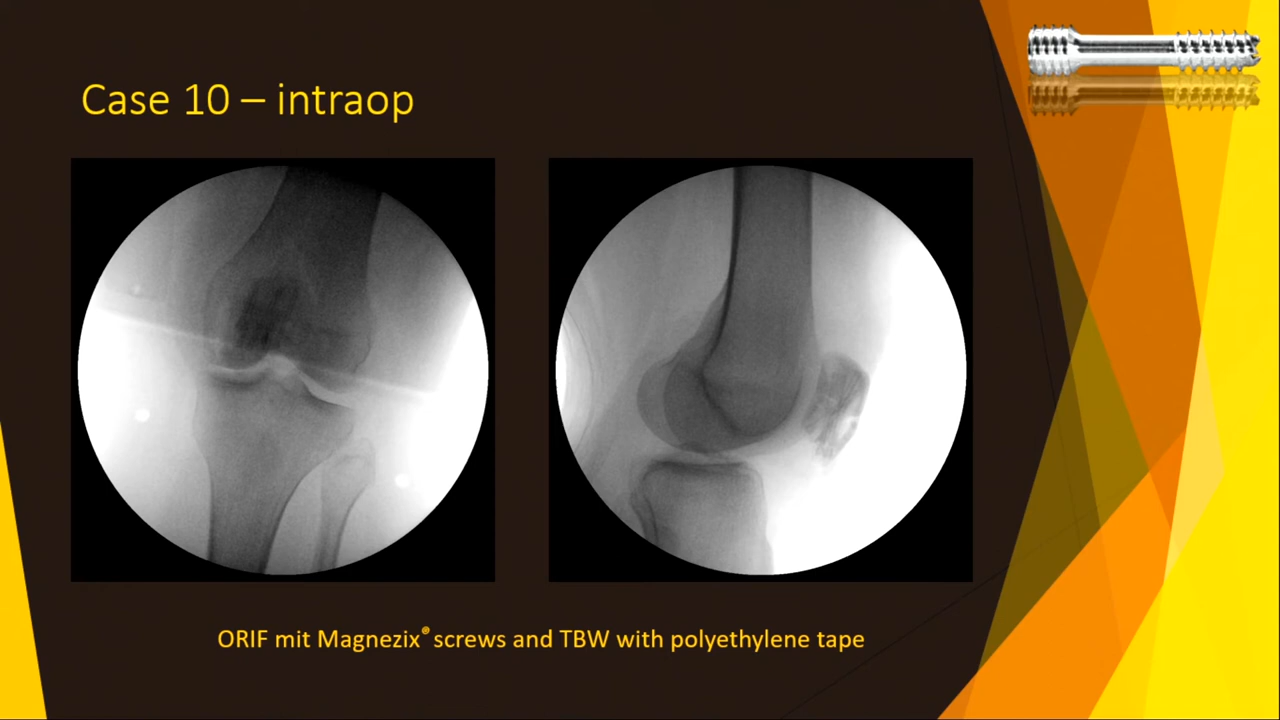 Case 10 – intraop
ORIF mit Magnezix® screws and TBW with polyethylene tape